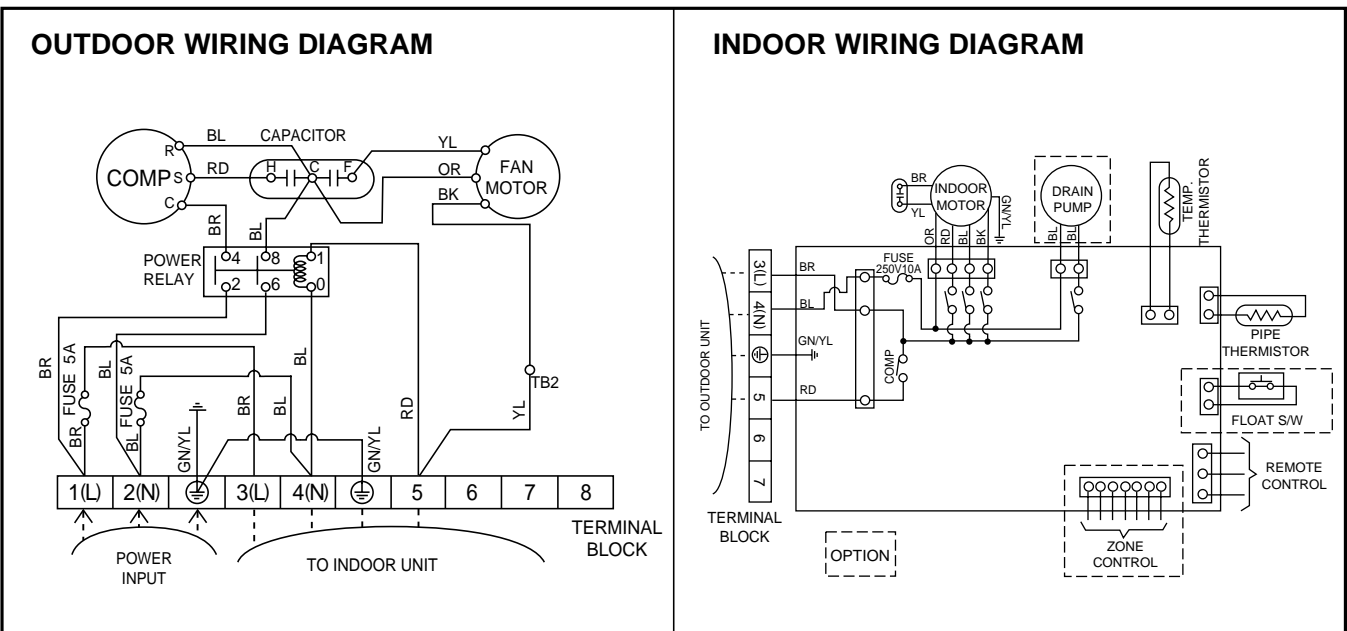 OUTDOOR WIRING DIAGRAM
BL
CAPACITOR
YL
R
H
C
F
COMP
S
RD
OR
FAN
MOTOR
BK
C
BR
BL
POWER
RELAY
4
8
1
2
6
0
BR
FUSE 5A
BL
FUSE 5A
BR
BL
BL
RD
TB2
YL
BR
BL
GN/YL
GN/YL
1(L)
2(N)
3(L)
4(N)
5
6
7
8
TERMINAL
BLOCK
POWER
INPUT
TO INDOOR UNIT
INDOOR WIRING DIAGRAM
BR
YL
H
INDOOR
MOTOR
GN/YL
DRAIN
PUMP
TEMP.
THERMISTOR
OR
RD
BL
BK
BL
BL
TO OUTDOOR UNIT
3(L)
4(N)
5
6
7
BR
BL
GN/YL
RD
FUSE
250V10A
COMP
PIPE
THERMISTOR
FLOAT S/W
REMOTE
CONTROL
TERMINAL
BLOCK
OPTION
ZONE
CONTROL